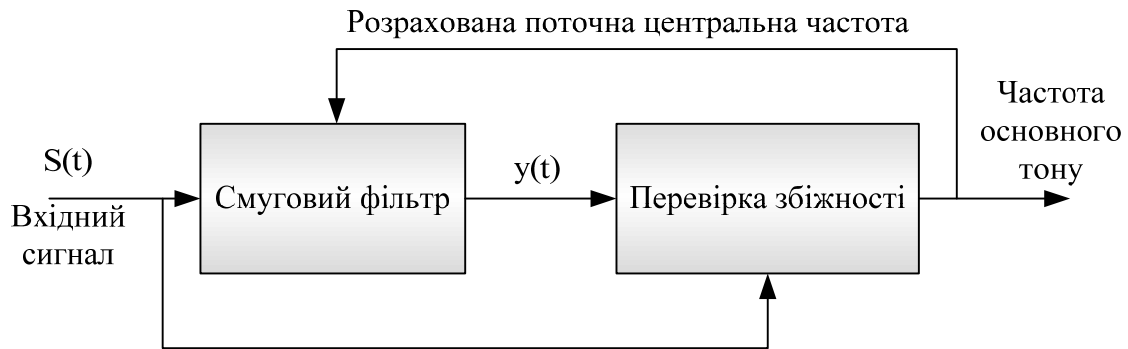 Розрахована поточна центральна частота
Частота
основного
тону
S(t)
Вхідний
сигнал
Смуговий фільтр
y(t)
Перевірка збіжності